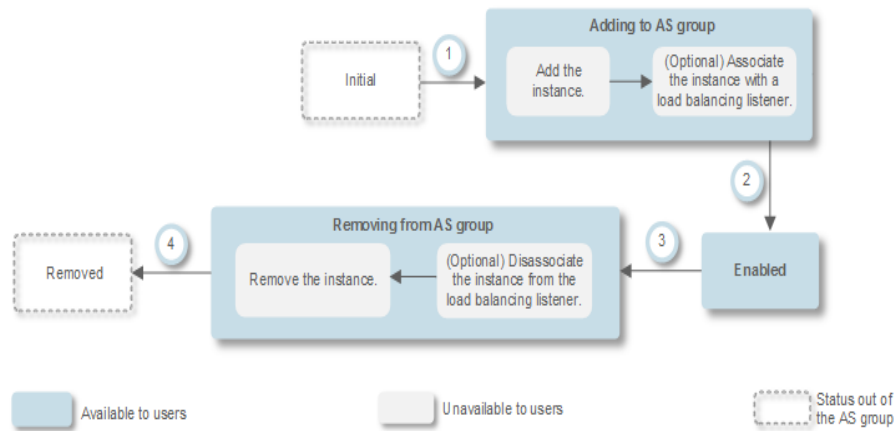 Adding to AS group
1
Initial
Add the
instance.
(Optional) Associate
the instance with a
load balancing listener.
2
Removing from AS group
4
3
Removed
Remove the instance.
(Optional) Disassociate
the instance from the
load balancing listener.
Enabled
Available to users
Unavailable to users
Status out of
the AS group